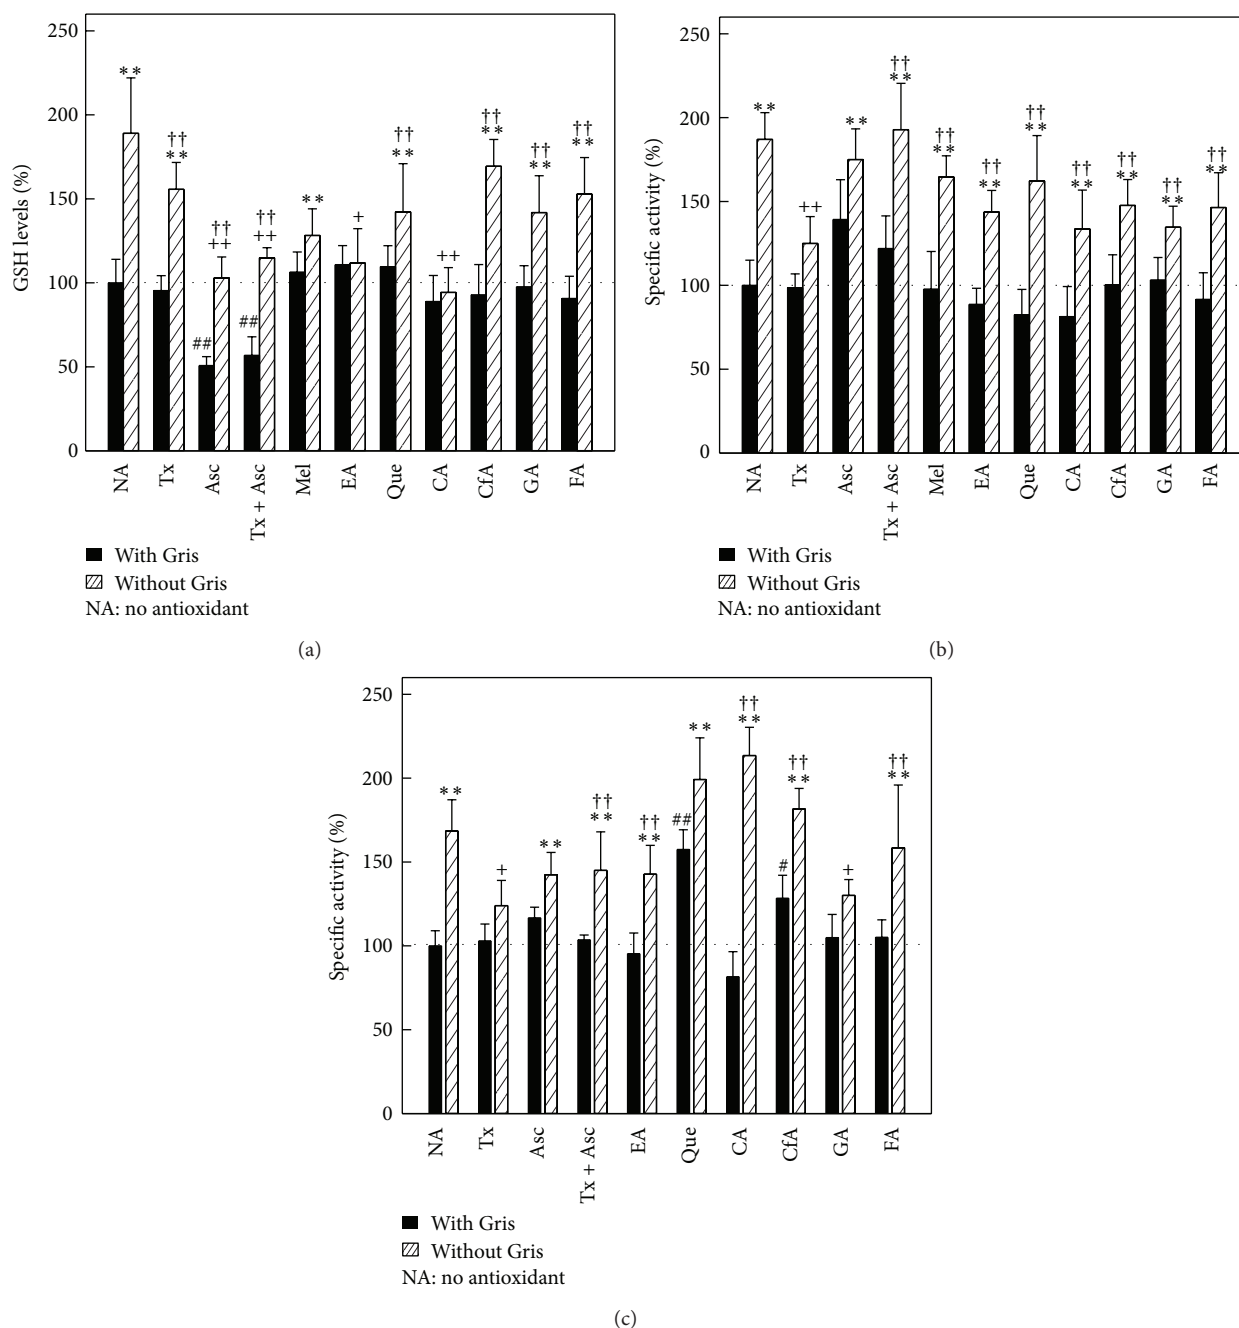 250
200
150
100
50
0
GSH levels (%)
**
††
**
##
††
++
##
††
++
**
+
††
**
++
††
**
††
**
††
**
NA
Tx
Asc
Tx + Asc
Mel
EA
Que
CA
CfA
GA
FA
With Gris
Without Gris
NA: no antioxidant
(a)
250
200
150
100
50
0
Specific activity (%)
**
++
**
††
**
††
**
††
**
††
**
††
**
††
**
††
**
††
**
NA
Tx
Asc
Tx + Asc
Mel
EA
Que
CA
CfA
GA
FA
With Gris
Without Gris
NA: no antioxidant
(b)
250
200
150
100
50
0
Specific activity (%)
**
+
**
††
**
††
**
##
**
††
**
#
††
**
+
††
**
NA
Tx
Asc
Tx + Asc
EA
Que
CA
CfA
GA
FA
With Gris
Without Gris
NA: no antioxidant
(c)